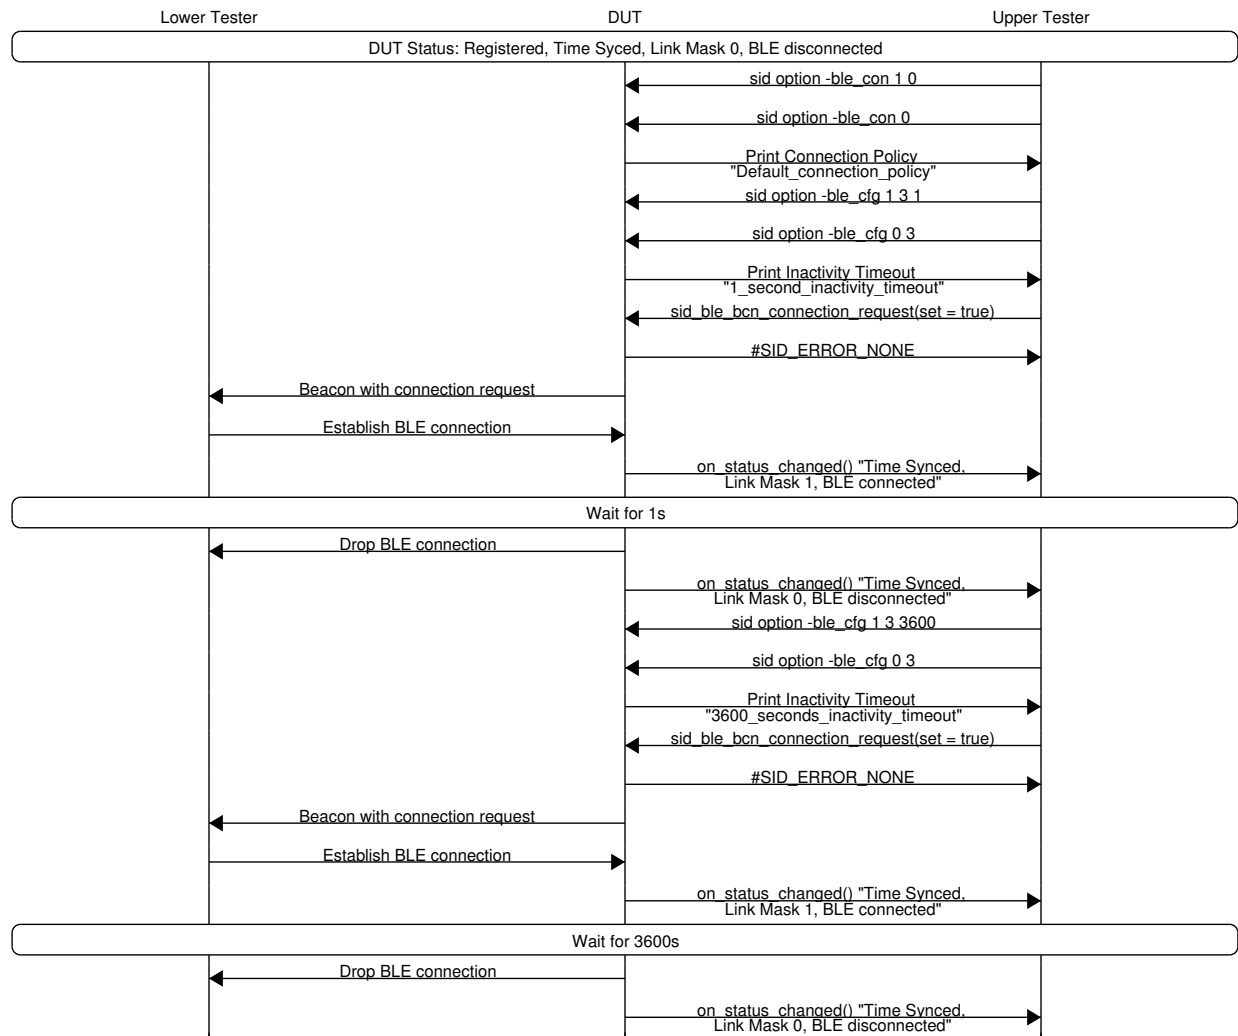 Lower Tester
DUT
Upper Tester
DUT Status: Registered, Time Syced, Link Mask 0, BLE disconnected
sid option -ble_con 1 0
sid option -ble_con 0
Print Connection Policy
"Default_connection_policy"
sid option -ble_cfg 1 3 1
sid option -ble_cfg 0 3
Print Inactivity Timeout
"1_second_inactivity_timeout"
sid_ble_bcn_connection_request(set = true)
#SID_ERROR_NONE
Beacon with connection request
Establish BLE connection
on_status_changed() "Time Synced,
Link Mask 1, BLE connected"
Wait for 1s
Drop BLE connection
on_status_changed() "Time Synced,
Link Mask 0, BLE disconnected"
sid option -ble_cfg 1 3 3600
sid option -ble_cfg 0 3
Print Inactivity Timeout
"3600_seconds_inactivity_timeout"
sid_ble_bcn_connection_request(set = true)
#SID_ERROR_NONE
Beacon with connection request
Establish BLE connection
on_status_changed() "Time Synced,
Link Mask 1, BLE connected"
Wait for 3600s
Drop BLE connection
on_status_changed() "Time Synced,
Link Mask 0, BLE disconnected"